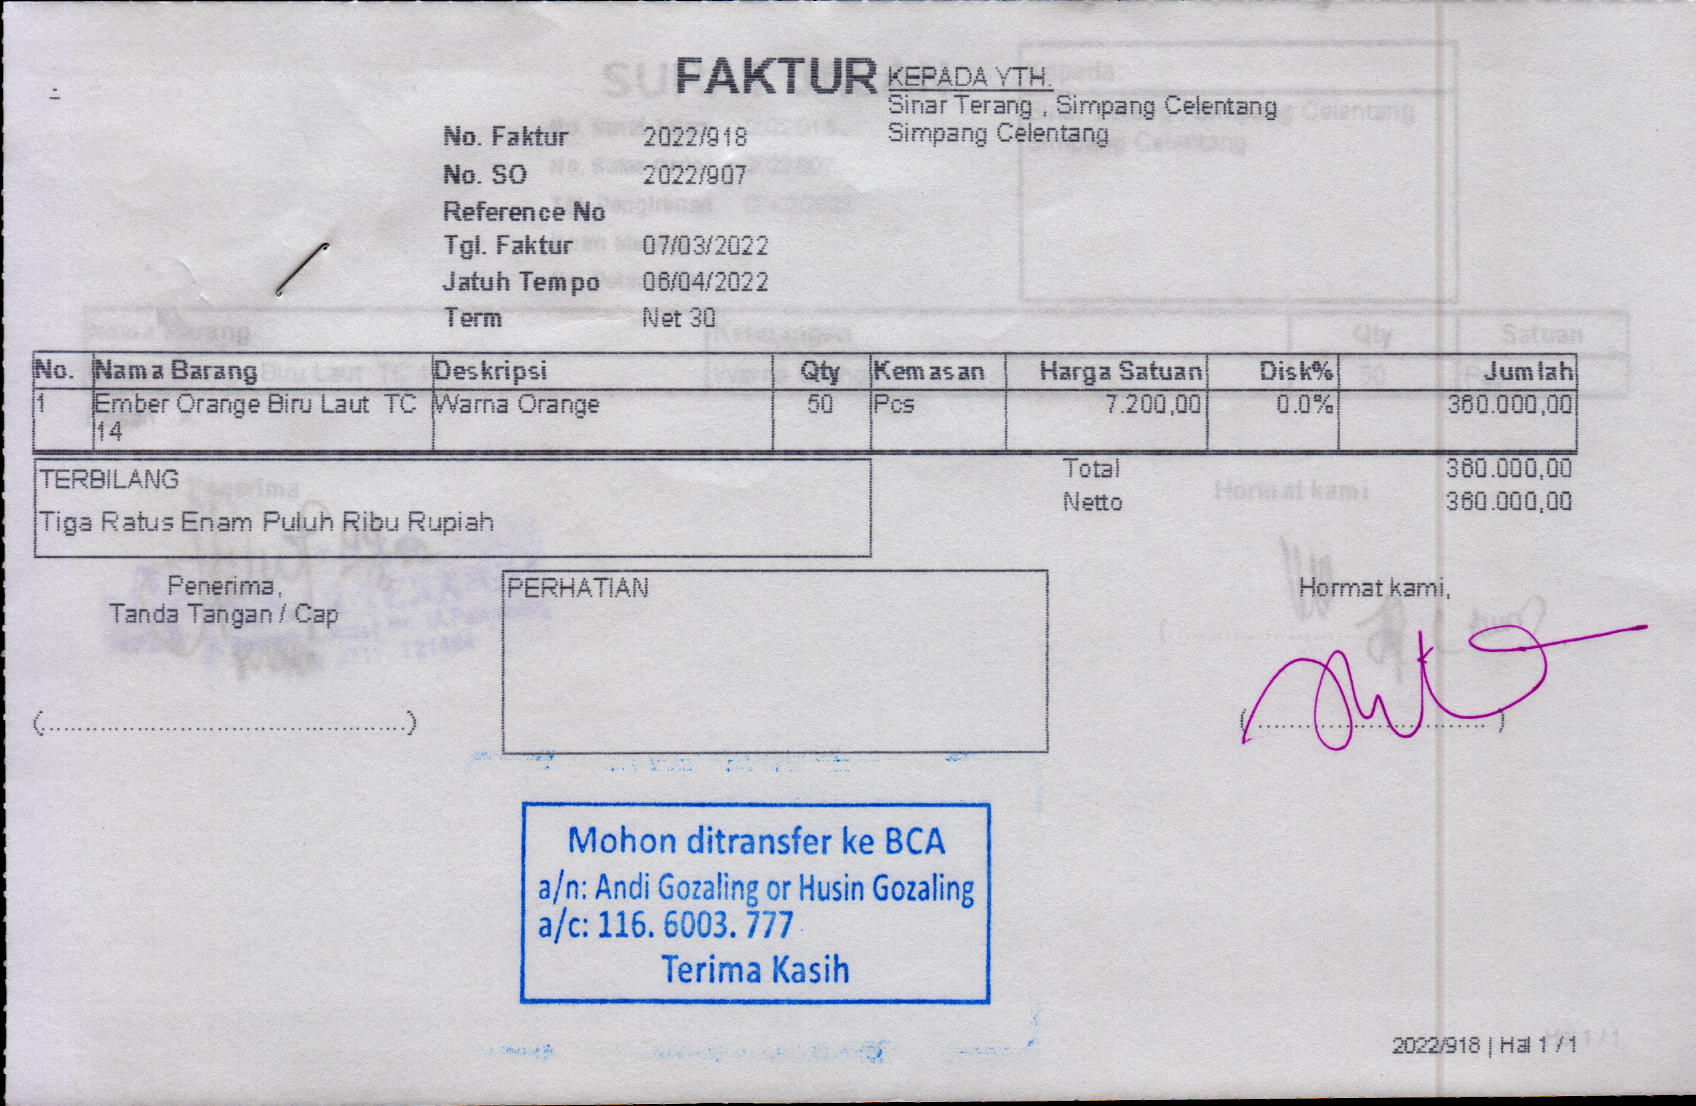 FAKTUR
KEPADA YTH.
Sinar Terang , Simpang Celentang
Simpang Celentang
No. Faktur 2022/918
No. SO 2022/907
Reference No
Tgl. Faktur 07/03/2022
Jatuh Tempo 06/04/2022
Term Net 30
No. Nama Barang Deskripsi Qty Kemasan Harga Satuan Disk% Jumlah
1 Ember Orange Biru Laut TC Warna Orange 50 Pcs 7.200,00 0.0% 360.000,00
14
TERBILANG
Tiga Ratus Enam Puluh Ribu Rupiah
Total 360.000,00
Netto 360.000,00
Penerima,
Tanda Tangan / Cap
(................................................)
PERHATIAN
Hormat kami,
(..............................)
Mohon ditransfer ke BCA
a/n: Andi Gozaling or Husin Gozaling
a/c: 116. 6003. 777
Terima Kasih
2022/918 | Hal 1 / 1